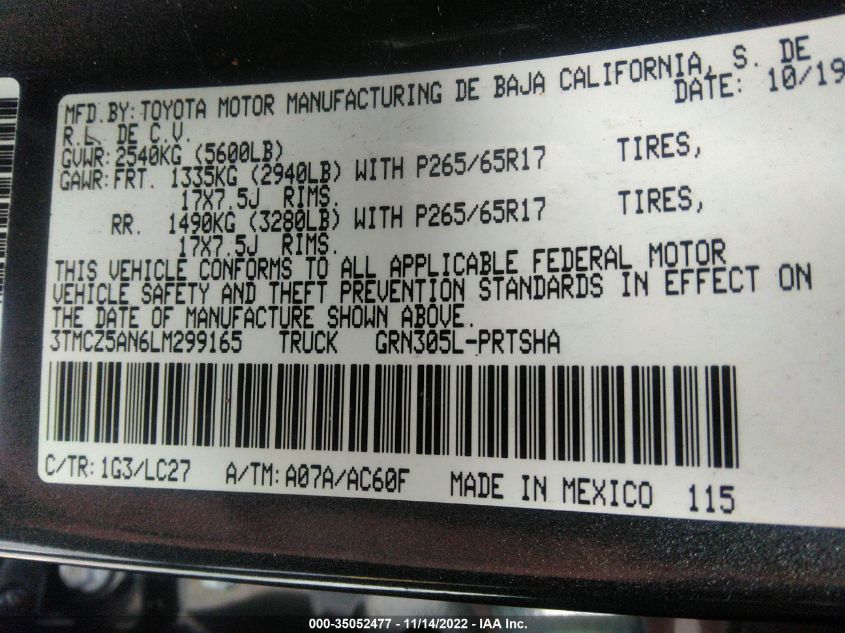 MFD.BY: TOYOTA MOTOR MANUFACTURING DE BAJA CALIFORNIA, S. DE
R.L. DE C.V. DATE: 10/19
GVWR: 2540KG (5600LB)
GAWR: FRT. 1335KG (2940LB) WITH P265/65R17 TIRES,
17X7.5J RIMS.
RR. 1490KG (3280LB) WITH P265/65R17 TIRES,
17X7.5J RIMS.
THIS VEHICLE CONFORMS TO ALL APPLICABLE FEDERAL MOTOR
VEHICLE SAFETY AND THEFT PREVENTION STANDARDS IN EFFECT ON
THE DATE OF MANUFACTURE SHOWN ABOVE.
3TMCZ5AN6LM299165 TRUCK GRN305L-PRTSHA
C/TR: 1G3/LC27 A/TM: A07A/AC60F MADE IN MEXICO 115
000-35052477 - 11/14/2022 - IAA Inc.